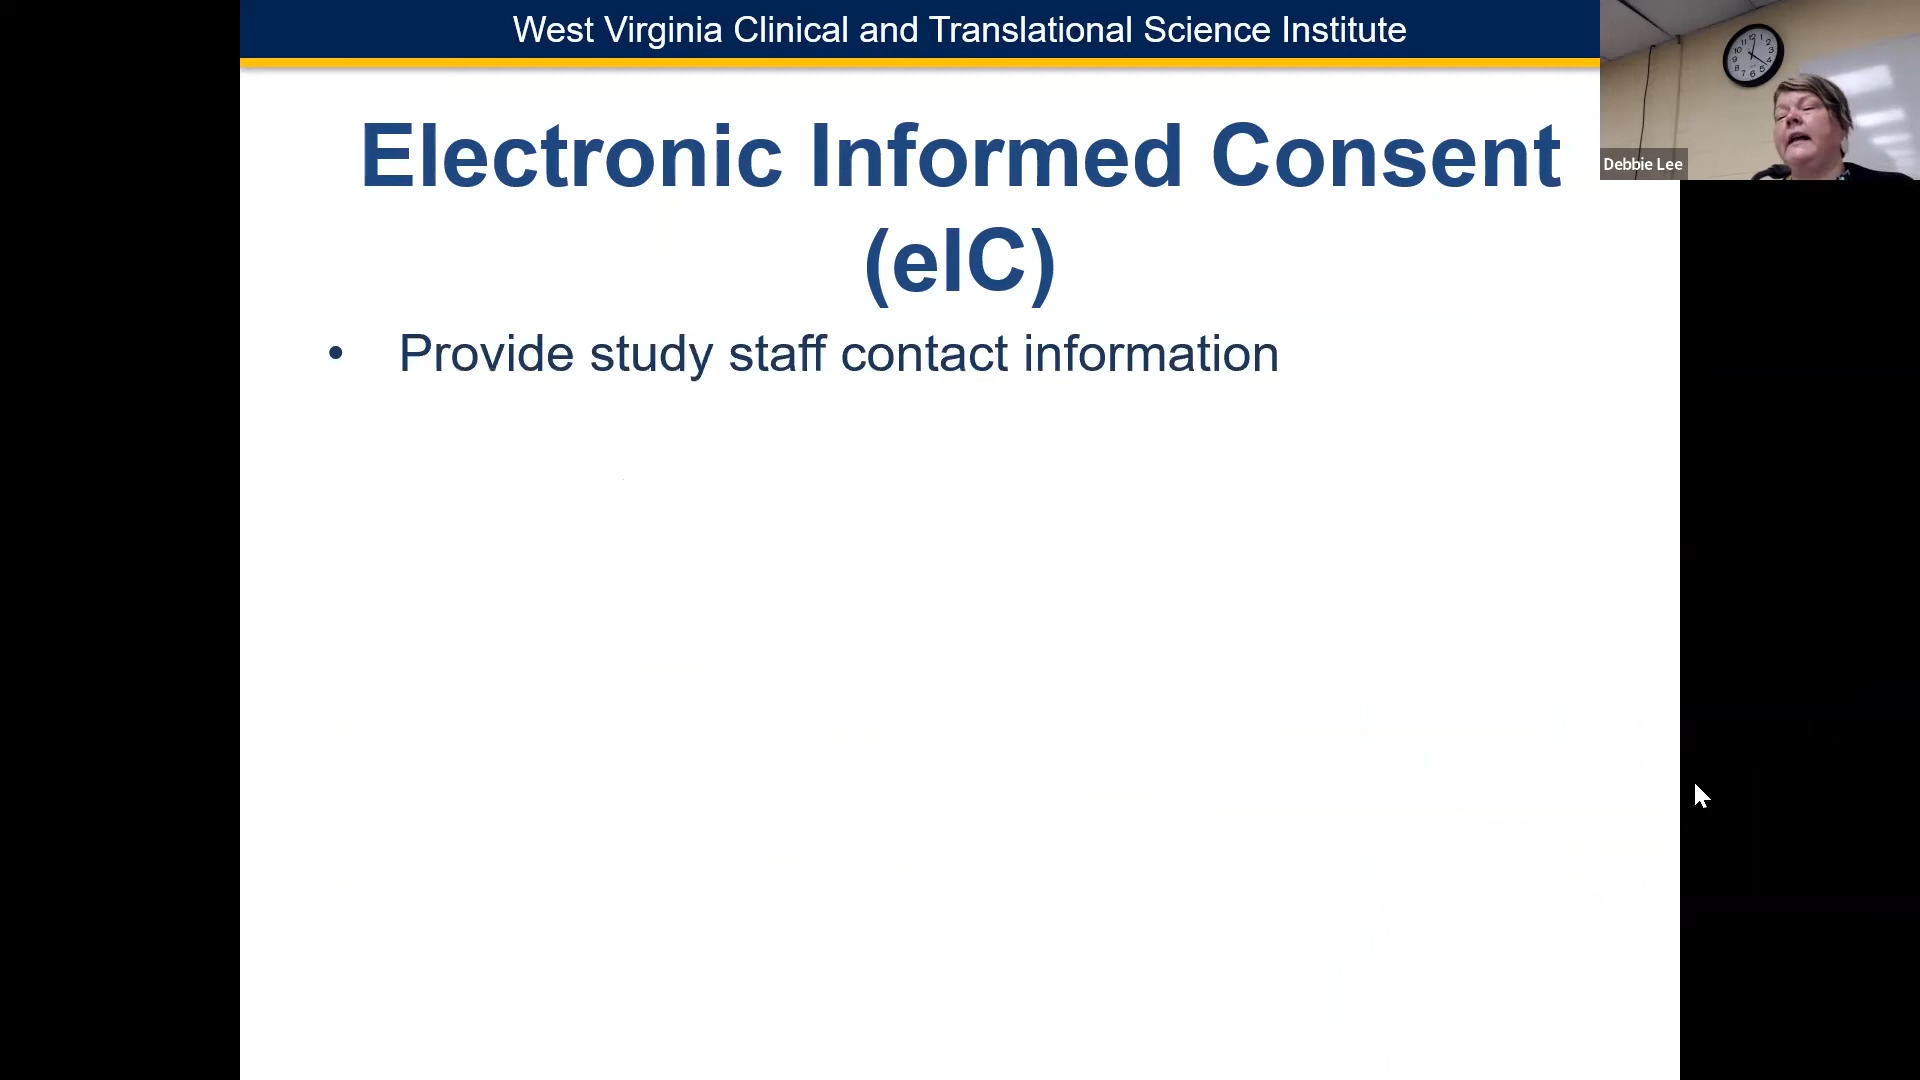 West Virginia Clinical and Translational Science Institute
Electronic Informed Consent
(eIC)
• Provide study staff contact information
Debbie Lee